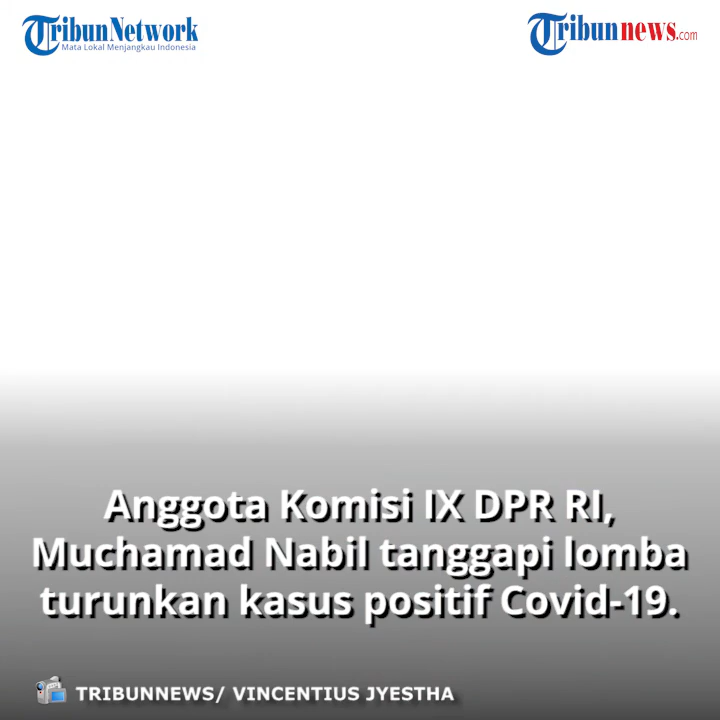 TribunNetwork
Mata Lokal Menjangkau Indonesia
Tribunnews.com
Anggota Komisi IX DPR RI,
Muchamad Nabil tanggapi lomba
turunkan kasus positif Covid-19.
TRIBUNNEWS/ VINCENTIUS JYESTHA